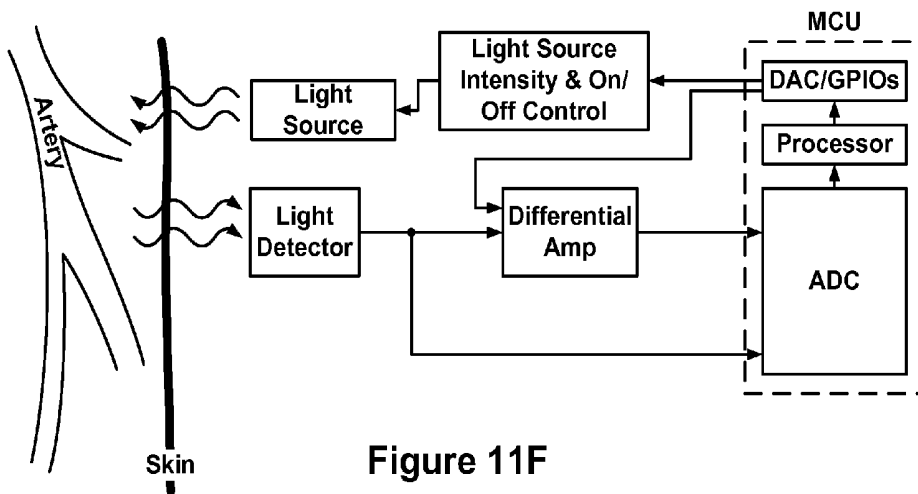 MCU
Light Source
Intensity & On/
Off Control
DAC/GPIOs
Light
Source
Processor
Artery
Light
Detector
Differential
Amp
ADC
Skin
Figure 11F